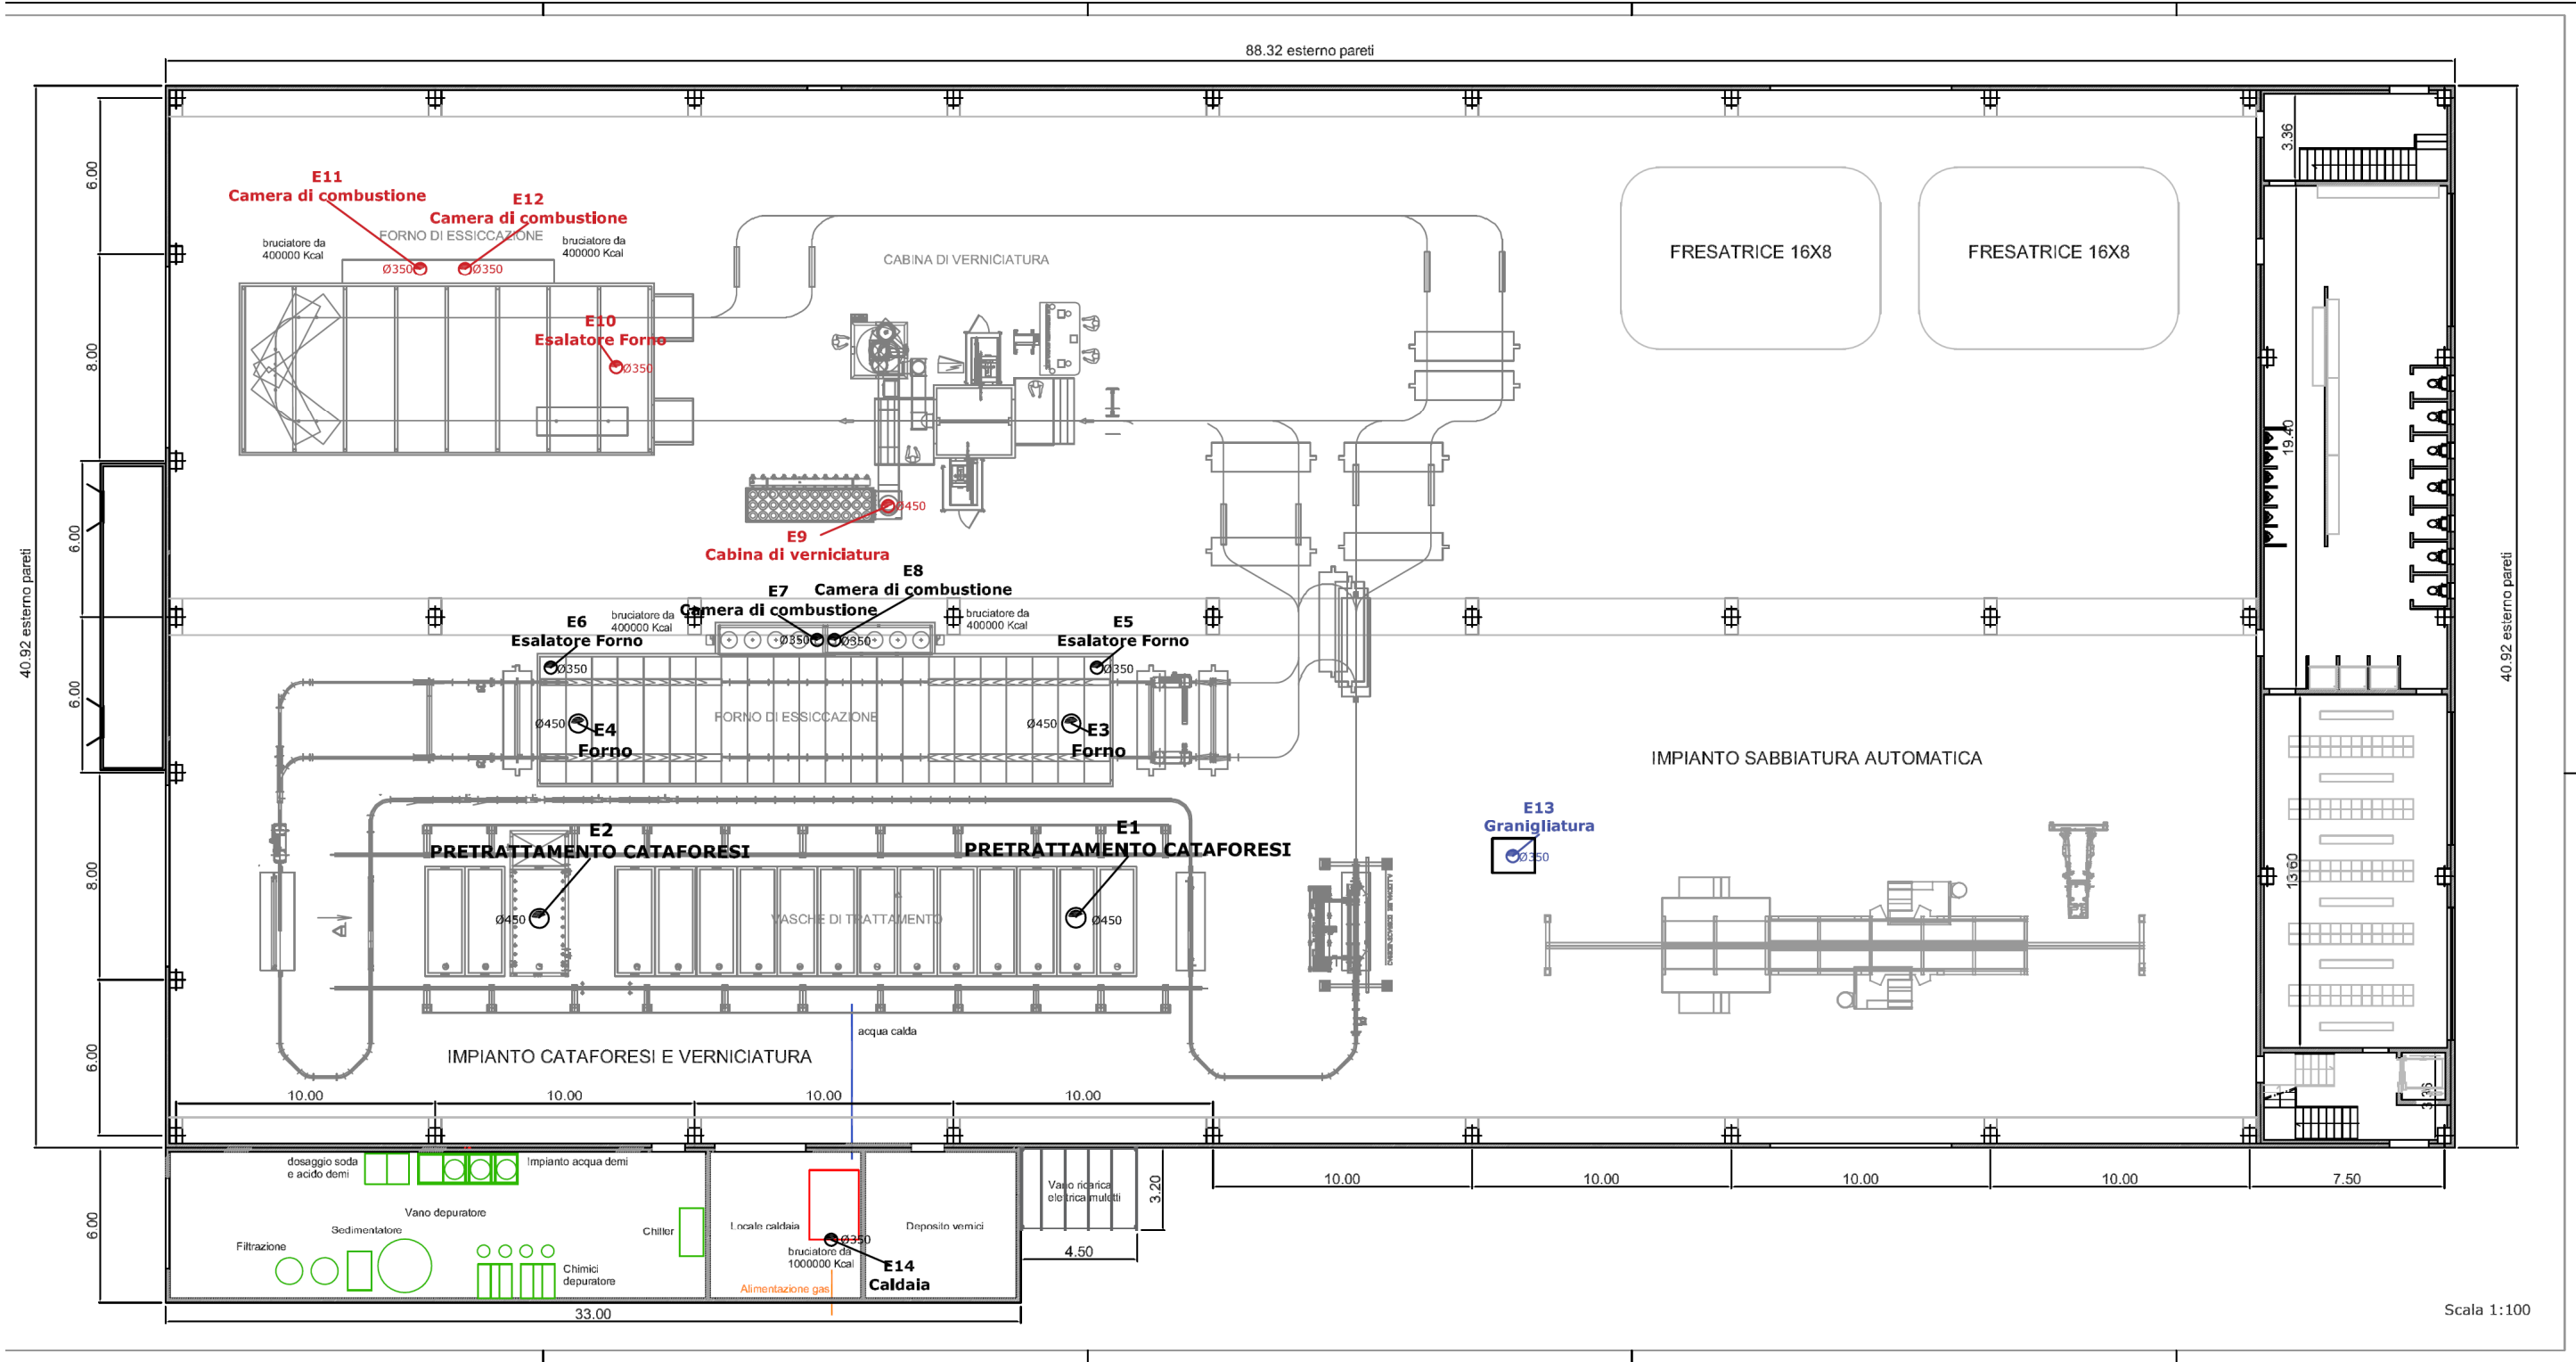 88.32 esterno pareti
6.00
8.00
6.00
6.00
8.00
6.00
6.00
40.92 esterno pareti
40.92 esterno pareti
E11
Camera di combustione
E12
Camera di combustione
FORNO DI ESSICCAZIONE
bruciatore da
400000 Kcal
bruciatore da
400000 Kcal
Ø350
Ø350
E10
Esalatore Forno
Ø350
CABINA DI VERNICIATURA
Ø450
E9
Cabina di verniciatura
FRESATRICE 16X8
FRESATRICE 16X8
3.36
19.40
13.60
3.36
E8
Camera di combustione
E7
Camera di combustione
bruciatore da
400000 Kcal
bruciatore da
400000 Kcal
Ø350
Ø350
E6
Esalatore Forno
Ø350
E5
Esalatore Forno
Ø350
FORNO DI ESSICCAZIONE
Ø450
E4
Forno
Ø450
E3
Forno
IMPIANTO SABBIATURA AUTOMATICA
E13
Granigliatura
Ø350
E2
PRETRATTAMENTO CATAFORESI
Ø450
E1
PRETRATTAMENTO CATAFORESI
Ø450
VASCHE DI TRATTAMENTO
A
acqua calda
IMPIANTO CATAFORESI E VERNICIATURA
10.00
10.00
10.00
10.00
10.00
10.00
10.00
10.00
7.50
dosaggio soda
e acido demi
Impianto acqua demi
Vano depuratore
Sedimentatore
Filtrazione
Chiller
Chimici
depuratore
Locale caldaia
Deposito vernici
Ø350
bruciatore da
1000000 Kcal
E14
Caldaia
Alimentazione gas
Vano ricarica
elettrica muletti
3.20
4.50
33.00
Scala 1:100